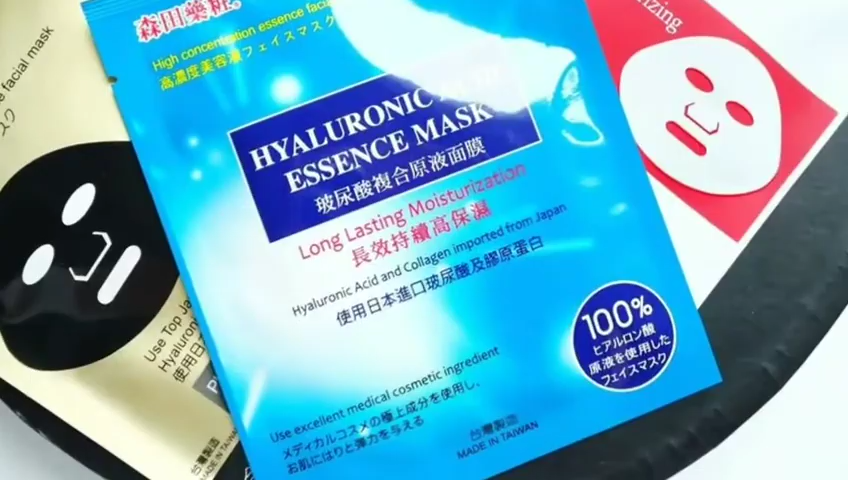 森田藥粧®
High concentration essence facial
高濃度美容液フェイスマスク
HYALURONIC
ESSENCE MASK
玻尿酸複合原液面膜
Long Lasting Moisturization
長效持續高保濕
Hyaluronic Acid and Collagen imported from Japan
使用日本進口玻尿酸及膠原蛋白
100%
ヒアルロン酸
原液を使用した
フェイスマスク
Use excellent medical cosmetic ingredient
メディカルコスメの極上成分を使用し、
お肌にはりと弾力を与える
台灣製造
MADE IN TAIWAN
facial mask
Use Top
使用日
台灣製造
MADE IN TAIWAN